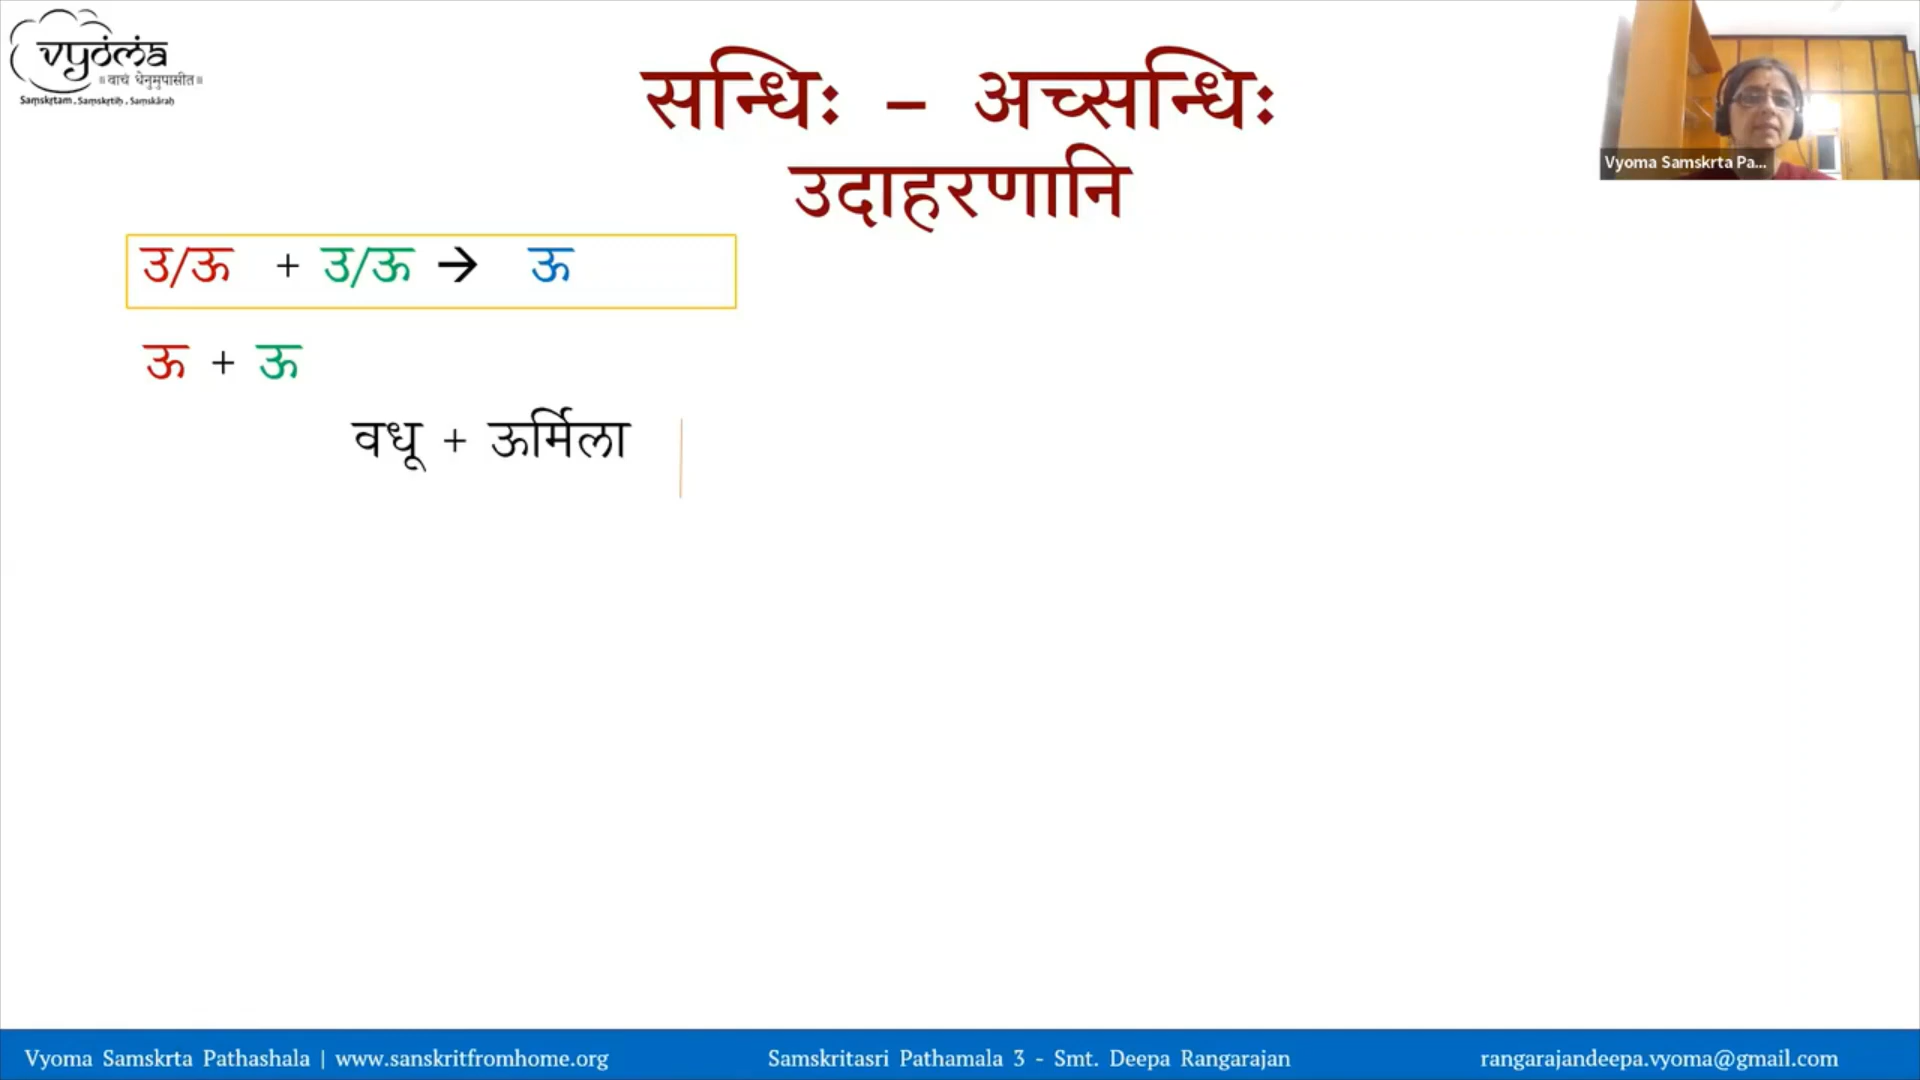 vyoma
॥ वाचं धेनुमुपासीत॥
Saṃskṛtam . Saṃskṛtiḥ . Saṃskāraḥ
सन्धिः – अच्सन्धिः
उदाहरणानि
Vyoma Samskrta Pa...
उ/ऊ + उ/ऊ → ऊ
ऊ + ऊ
वधू + ऊर्मिला
Vyoma Samskrta Pathashala | www.sanskritfromhome.org
Samskritasri Pathamala 3 - Smt. Deepa Rangarajan
rangarajandeepa.vyoma@gmail.com